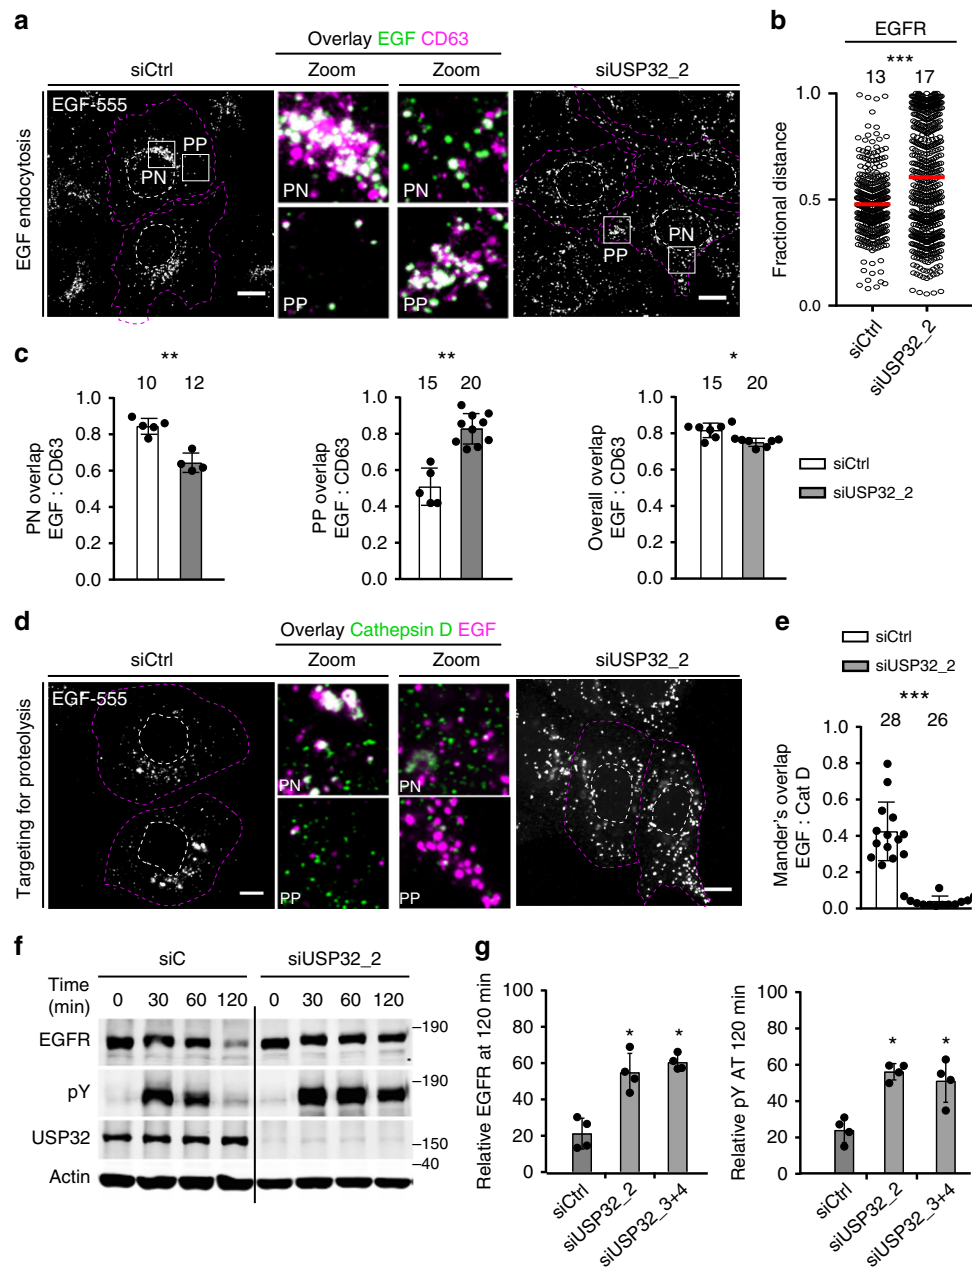 a
Overlay EGF CD63
siCtrl
Zoom
Zoom
siUSP32_2
EGF endocytosis
EGF-555
PP
PN
PN
PP
PN
PP
PN
PP
b
EGFR
***
13 17
Fractional distance
1.0
0.5
0.0
siCtrl
siUSP32_2
c
**
10 12
PN overlap
EGF : CD63
1.0
0.8
0.6
0.4
0.2
0.0
**
15 20
PP overlap
EGF : CD63
1.0
0.8
0.6
0.4
0.2
0.0
*
15 20
Overall overlap
EGF : CD63
1.0
0.8
0.6
0.4
0.2
0.0
siCtrl
siUSP32_2
d
Overlay Cathepsin D EGF
siCtrl
Zoom
Zoom
siUSP32_2
Targeting for proteolysis
EGF-555
PN
PP
PN
PP
e
siCtrl
siUSP32_2
***
28 26
Mander's overlap
EGF : Cat D
1.0
0.8
0.6
0.4
0.2
0.0
f
siC
siUSP32_2
Time
(min)
0 30 60 120 0 30 60 120
EGFR
–190
pY
–190
USP32
–150
–40
Actin
g
Relative EGFR at 120 min
100
80
60
40
20
0
*
*
siCtrl
siUSP32_2
siUSP32_3+4
Relative pY AT 120 min
100
80
60
40
20
0
*
*
siCtrl
siUSP32_2
siUSP32_3+4